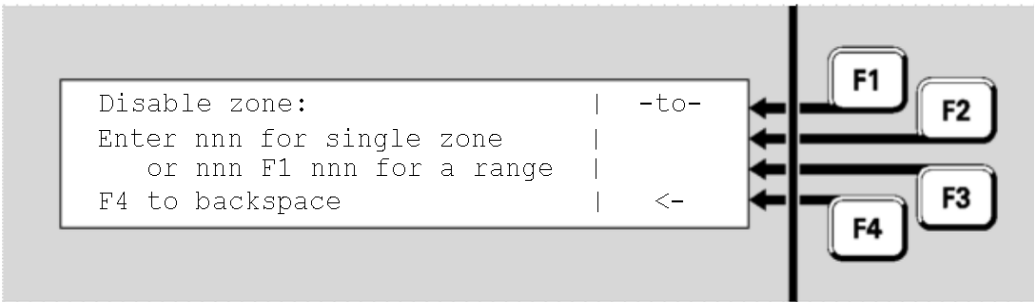 Disable zone: | -to-
Enter nnn for single zone |
or nnn F1 nnn for a range |
F4 to backspace | <-
F1
F2
F3
F4